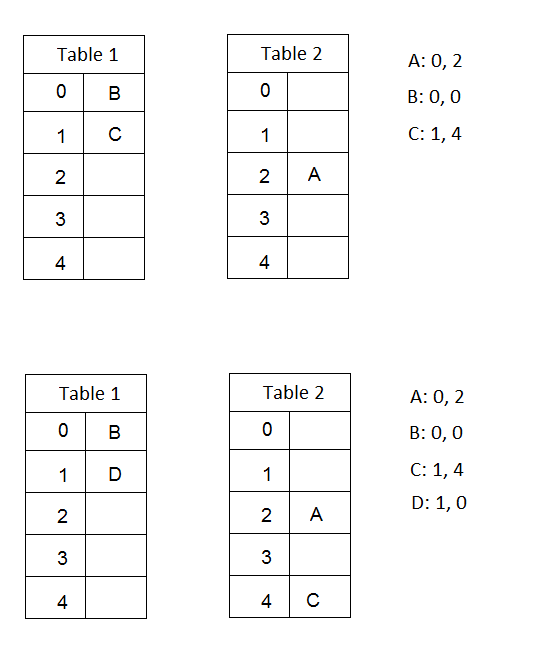 Table 1 Table 2
A: 0, 2
0 B 0
B: 0, 0
1 C 1
C: 1, 4
2 2 A
3 3
4 4
Table 1 Table 2
A: 0, 2
0 B 0
B: 0, 0
1 D 1
C: 1, 4
D: 1, 0
2 2 A
3 3
4 4 C